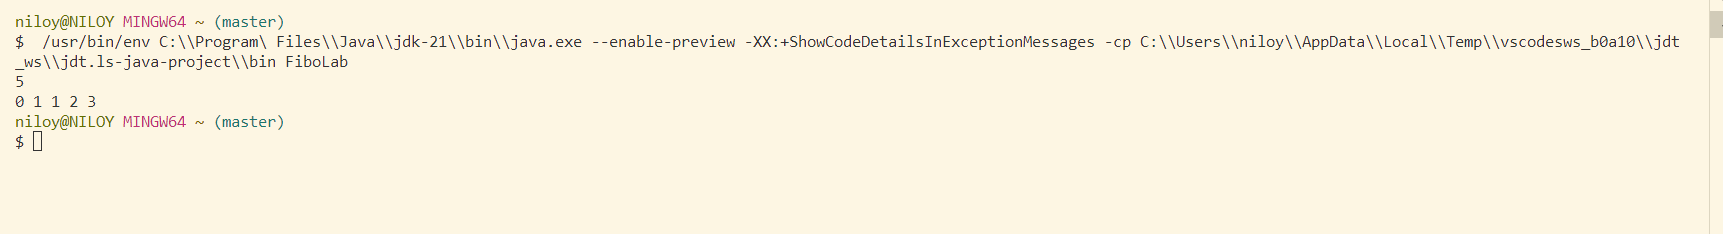 niloy@NILOY MINGW64 ~ (master)
$  /usr/bin/env C:\\Program\ Files\\Java\\jdk-21\\bin\\java.exe --enable-preview -XX:+ShowCodeDetailsInExceptionMessages -cp C:\\Users\\niloy\\AppData\\Local\\Temp\\vscodesws_b0a10\\jdt
_ws\\jdt.ls-java-project\\bin FiboLab
5
0 1 1 2 3
niloy@NILOY MINGW64 ~ (master)
$